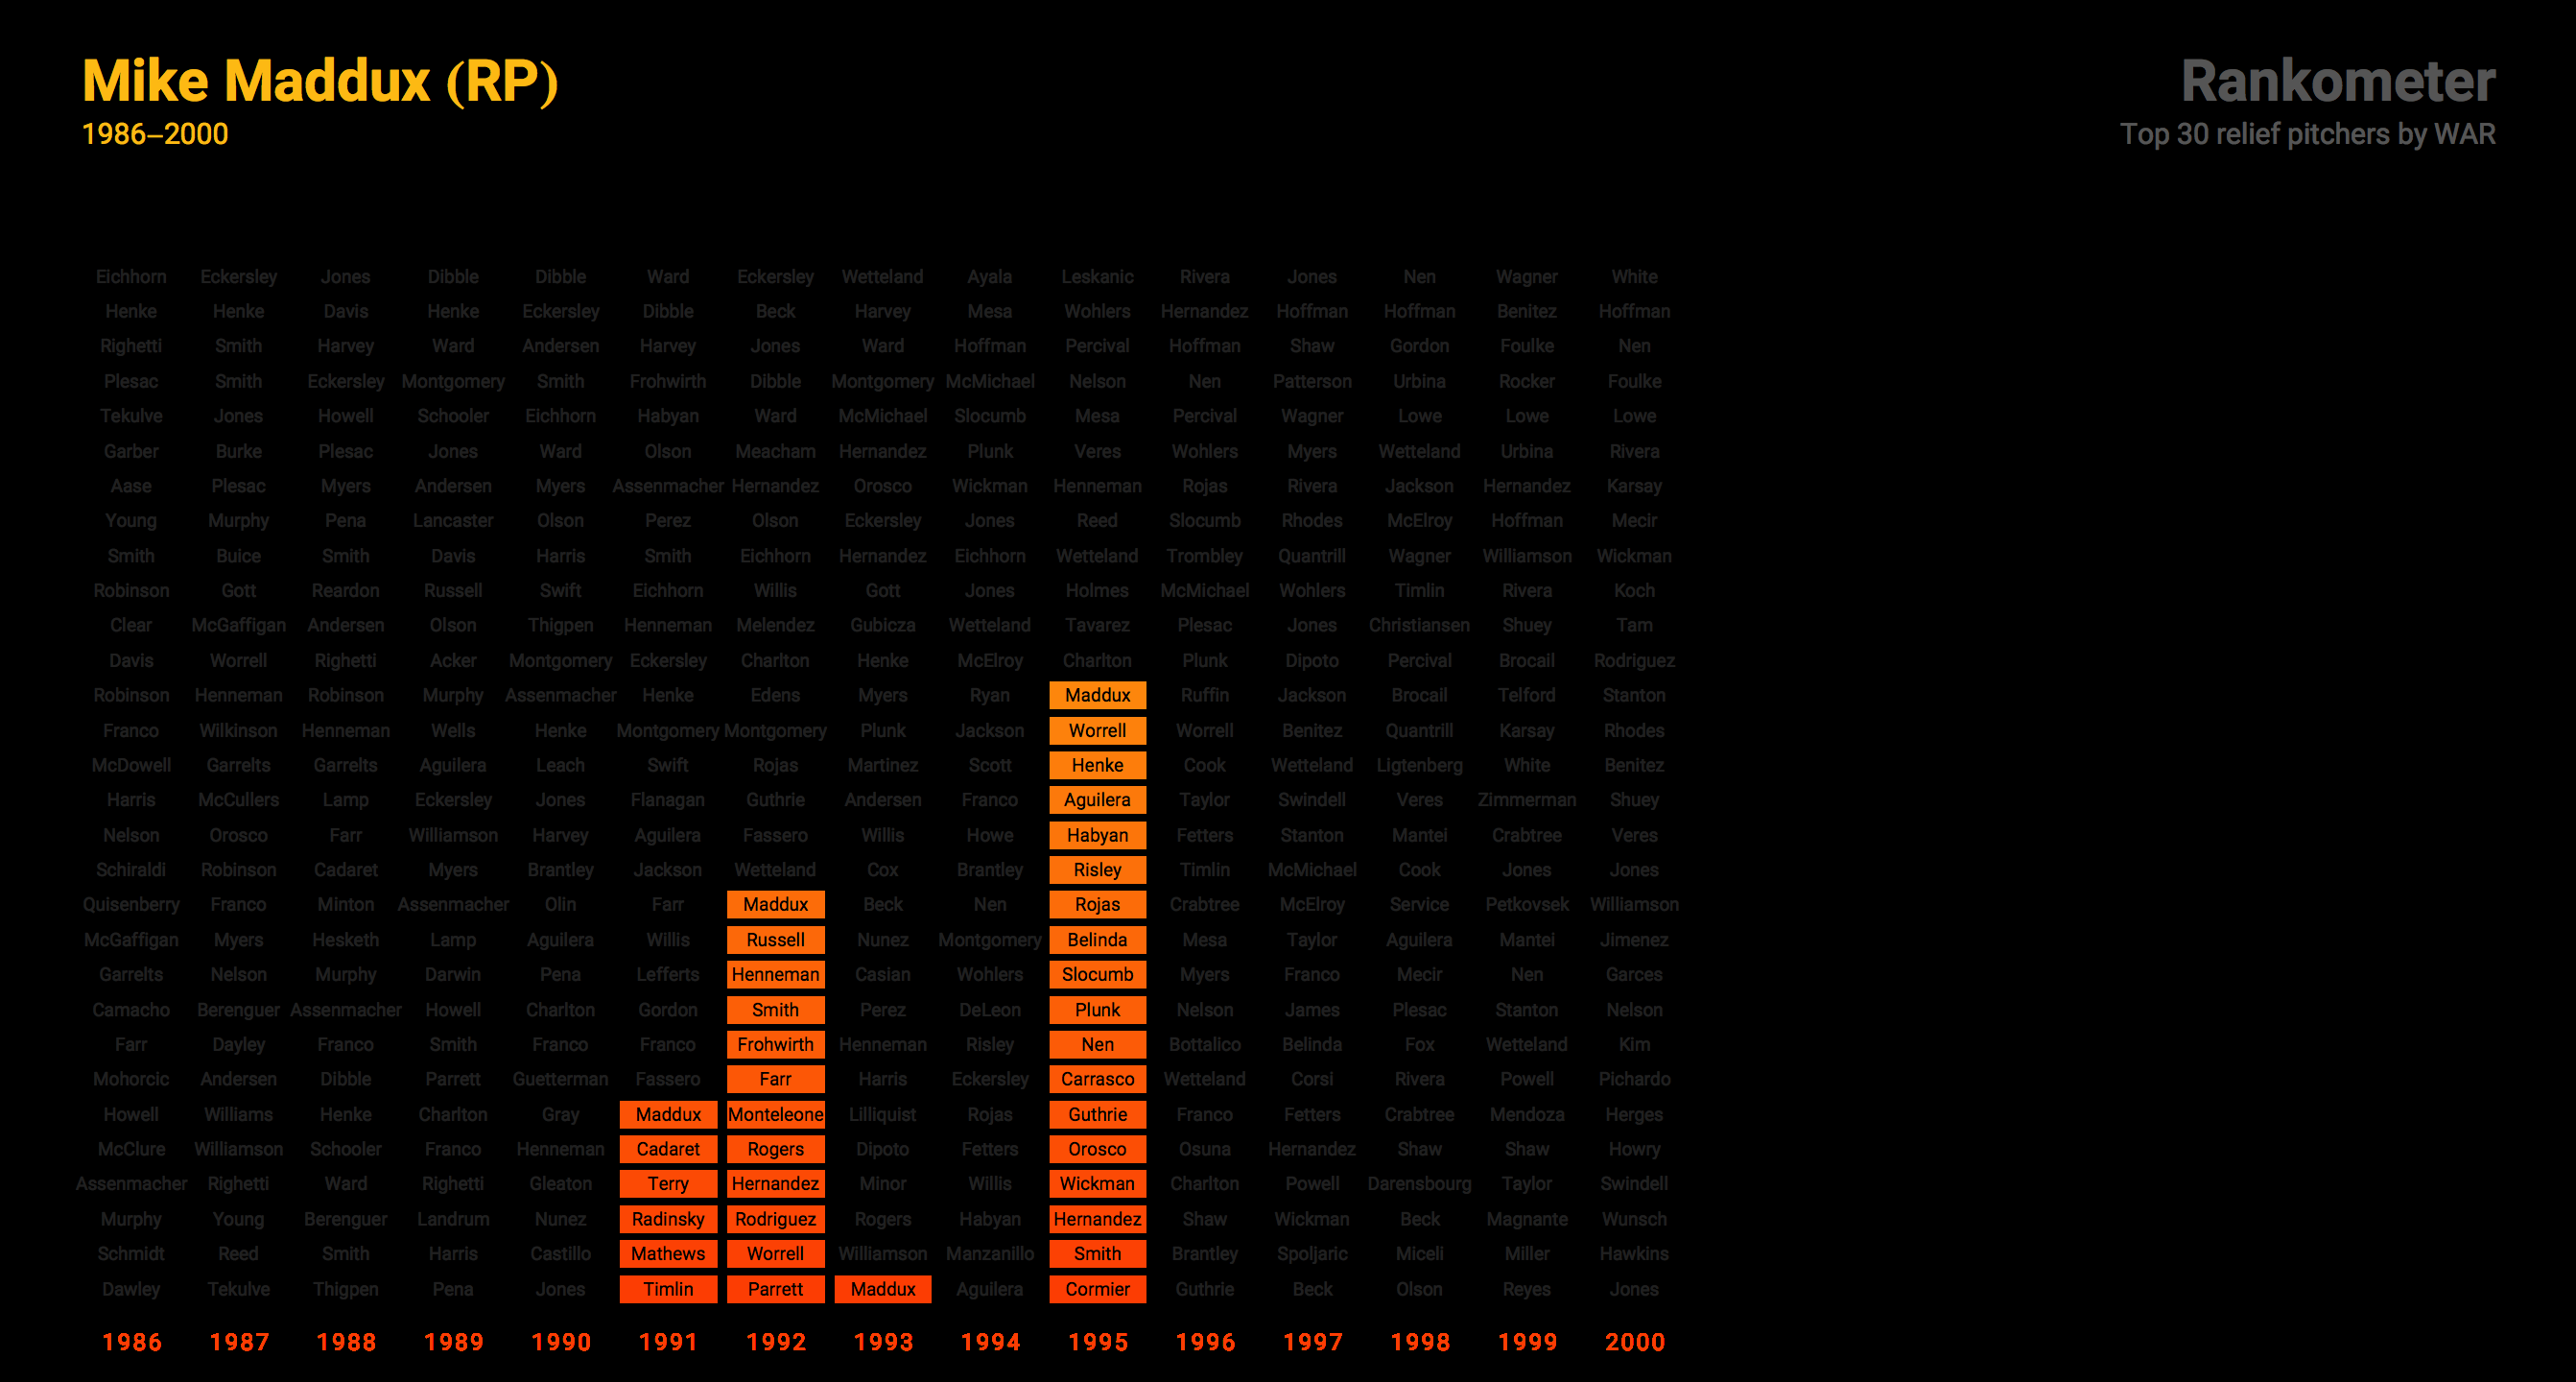 Mike Maddux (RP)
1986–2000
Rankometer
Top 30 relief pitchers by WAR
Eichhorn Eckersley Jones Dibble Dibble Ward Eckersley Wetteland Ayala Leskanic Rivera Jones Nen Wagner White
Henke Henke Davis Henke Eckersley Dibble Beck Harvey Mesa Wohlers Hernandez Hoffman Hoffman Benitez Hoffman
Righetti Smith Harvey Ward Andersen Harvey Jones Ward Hoffman Percival Hoffman Shaw Gordon Foulke Nen
Plesac Smith Eckersley Montgomery Smith Frohwirth Dibble Montgomery McMichael Nelson Nen Patterson Urbina Rocker Foulke
Tekulve Jones Howell Schooler Eichhorn Habyan Ward McMichael Slocumb Mesa Percival Wagner Lowe Lowe Lowe
Garber Burke Plesac Jones Ward Olson Meacham Hernandez Plunk Veres Wohlers Myers Wetteland Urbina Rivera
Aase Plesac Myers Andersen Myers Assenmacher Hernandez Orosco Wickman Henneman Rojas Rivera Jackson Hernandez Karsay
Young Murphy Pena Lancaster Olson Perez Olson Eckersley Jones Reed Slocumb Rhodes McElroy Hoffman Mecir
Smith Buice Smith Davis Harris Smith Eichhorn Hernandez Eichhorn Wetteland Trombley Quantrill Wagner Williamson Wickman
Robinson Gott Reardon Russell Swift Eichhorn Willis Gott Jones Holmes McMichael Wohlers Timlin Rivera Koch
Clear McGaffigan Andersen Olson Thigpen Henneman Melendez Gubicza Wetteland Tavarez Plesac Jones Christiansen Shuey Tam
Davis Worrell Righetti Acker Montgomery Eckersley Charlton Henke McElroy Charlton Plunk Dipoto Percival Brocail Rodriguez
Robinson Henneman Robinson Murphy Assenmacher Henke Edens Myers Ryan Maddux Ruffin Jackson Brocail Telford Stanton
Franco Wilkinson Henneman Wells Henke Montgomery Montgomery Plunk Jackson Worrell Worrell Benitez Quantrill Karsay Rhodes
McDowell Garrelts Garrelts Aguilera Leach Swift Rojas Martinez Scott Henke Cook Wetteland Ligtenberg White Benitez
Harris McCullers Lamp Eckersley Jones Flanagan Guthrie Andersen Franco Aguilera Taylor Swindell Veres Zimmerman Shuey
Nelson Orosco Farr Williamson Harvey Aguilera Fassero Willis Howe Habyan Fetters Stanton Mantei Crabtree Veres
Schiraldi Robinson Cadaret Myers Brantley Jackson Wetteland Cox Brantley Risley Timlin McMichael Cook Jones Jones
Quisenberry Franco Minton Assenmacher Olin Farr Maddux Beck Nen Rojas Crabtree McElroy Service Petkovsek Williamson
McGaffigan Myers Hesketh Lamp Aguilera Willis Russell Nunez Montgomery Belinda Mesa Taylor Aguilera Mantei Jimenez
Garrelts Nelson Murphy Darwin Pena Lefferts Henneman Casian Wohlers Slocumb Myers Franco Mecir Nen Garces
Camacho Berenguer Assenmacher Howell Charlton Gordon Smith Perez DeLeon Plunk Nelson James Plesac Stanton Nelson
Farr Dayley Franco Smith Franco Franco Frohwirth Henneman Risley Nen Bottalico Belinda Fox Wetteland Kim
Mohorcic Andersen Dibble Parrett Guetterman Fassero Farr Harris Eckersley Carrasco Wetteland Corsi Rivera Powell Pichardo
Howell Williams Henke Charlton Gray Maddux Monteleone Lilliquist Rojas Guthrie Franco Fetters Crabtree Mendoza Herges
McClure Williamson Schooler Franco Henneman Cadaret Rogers Dipoto Fetters Orosco Osuna Hernandez Shaw Shaw Howry
Assenmacher Righetti Ward Righetti Gleaton Terry Hernandez Minor Willis Wickman Charlton Powell Darensbourg Taylor Swindell
Murphy Young Berenguer Landrum Nunez Radinsky Rodriguez Rogers Habyan Hernandez Shaw Wickman Beck Magnante Wunsch
Schmidt Reed Smith Harris Castillo Mathews Worrell Williamson Manzanillo Smith Brantley Spoljaric Miceli Miller Hawkins
Dawley Tekulve Thigpen Pena Jones Timlin Parrett Maddux Aguilera Cormier Guthrie Beck Olson Reyes Jones
1986 1987 1988 1989 1990 1991 1992 1993 1994 1995 1996 1997 1998 1999 2000